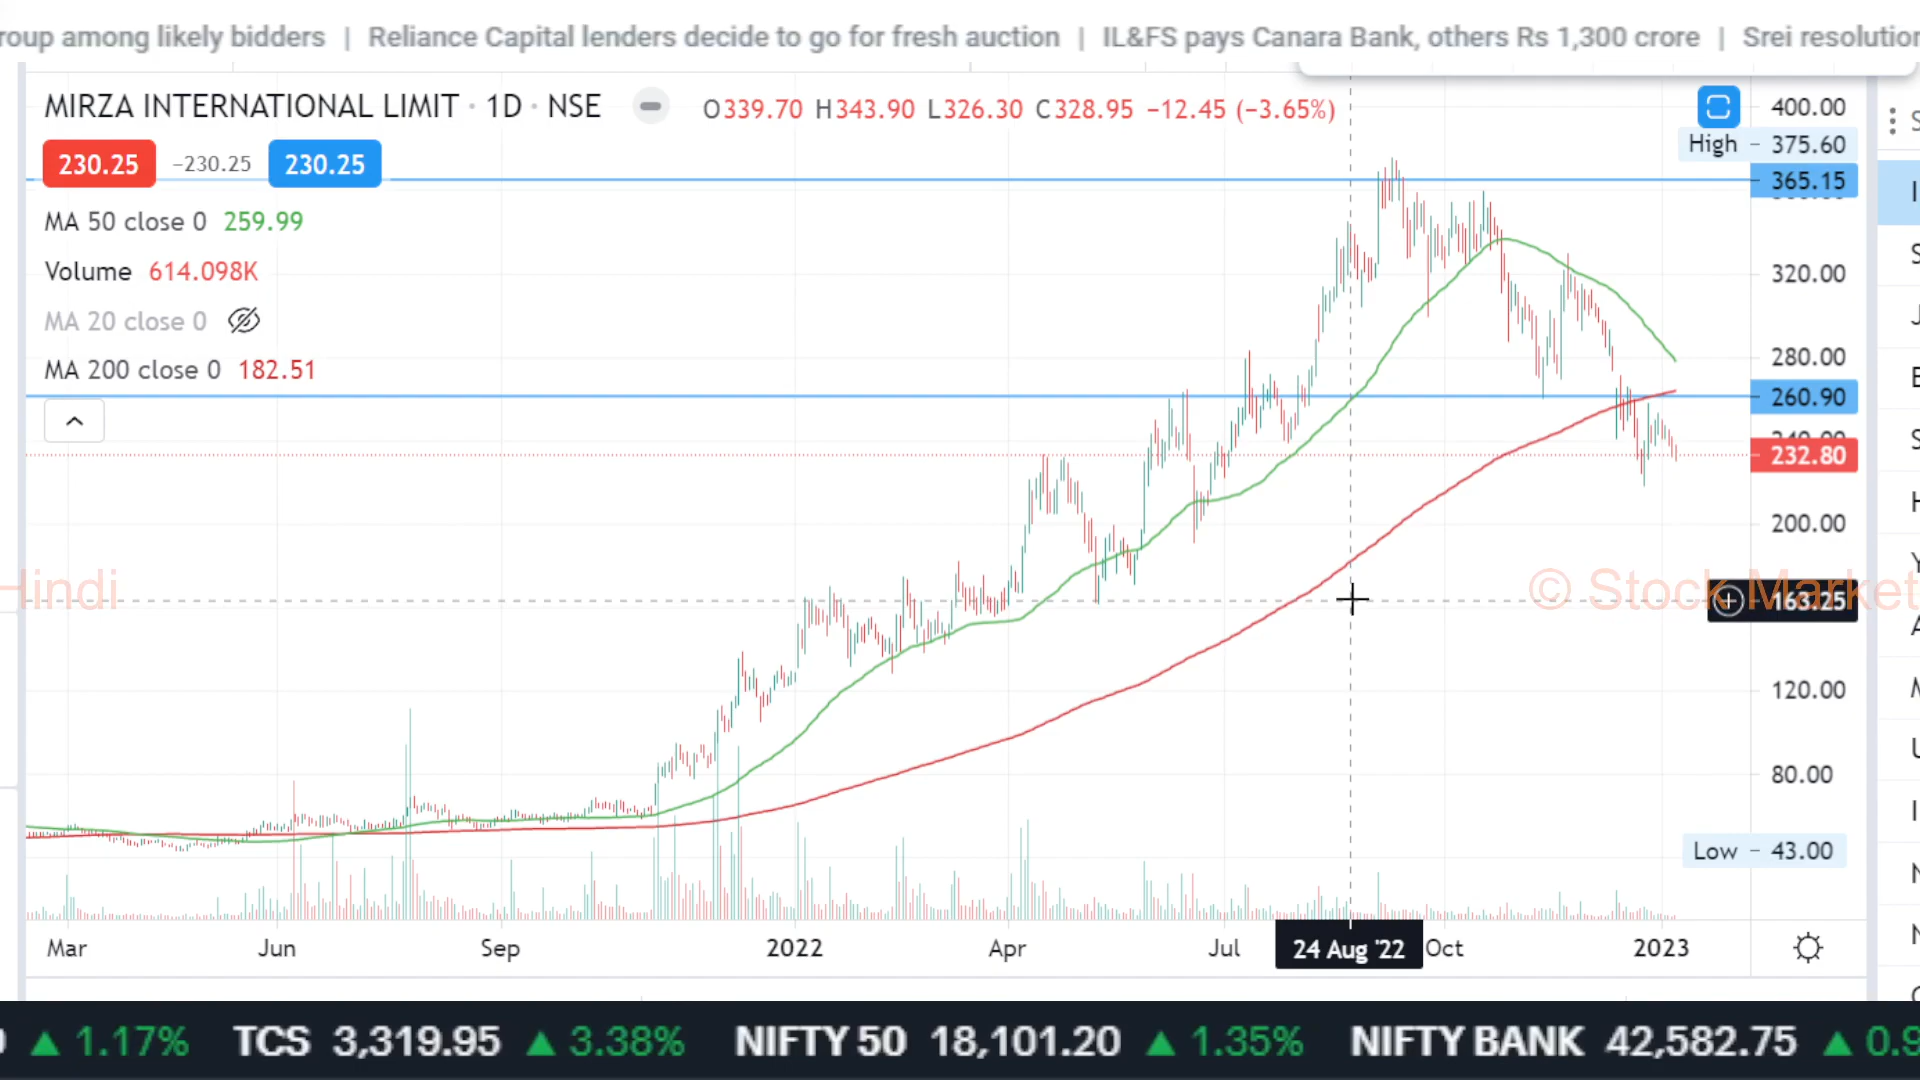 roup among likely bidders | Reliance Capital lenders decide to go for fresh auction | IL&FS pays Canara Bank, others Rs 1,300 crore | Srei resolution
MIRZA INTERNATIONAL LIMIT · 1D · NSE
O339.70 H343.90 L326.30 C328.95 −12.45 (−3.65%)
230.25 −230.25 230.25
MA 50 close 0 259.99
Volume 614.098K
MA 20 close 0
MA 200 close 0 182.51
400.00
High 375.60
365.15
320.00
280.00
260.90
240.00
232.80
200.00
Hindi
© Stock Market
163.25
120.00
80.00
Low 43.00
Mar Jun Sep 2022 Apr Jul 24 Aug '22 Oct 2023
▲ 1.17% TCS 3,319.95 ▲ 3.38% NIFTY 50 18,101.20 ▲ 1.35% NIFTY BANK 42,582.75 ▲ 0.9